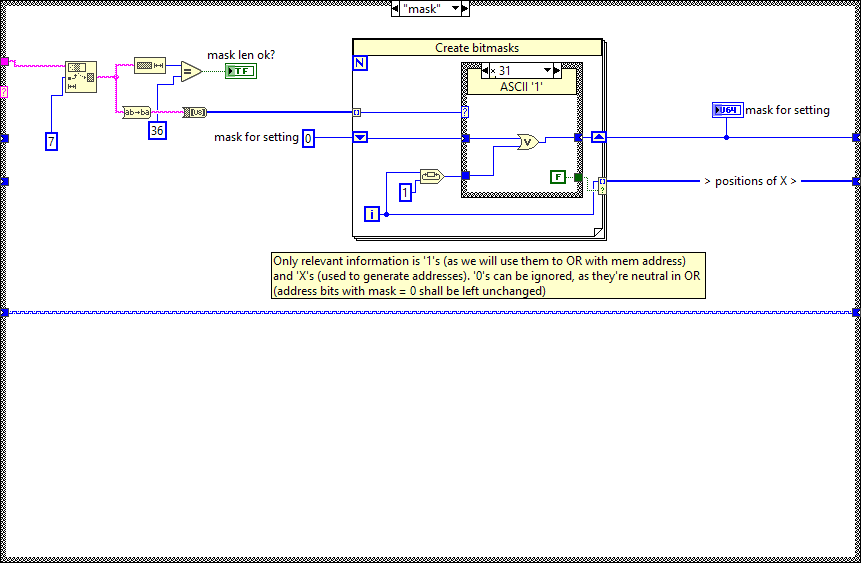 "mask"
Create bitmasks
mask len ok?
N
x 31
TF
ASCII '1'
ab→ba
[U8]
U64
mask for setting
7
36
mask for setting
0
V
F
> positions of X >
1
i
Only relevant information is '1's (as we will use them to OR with mem address)
and 'X's (used to generate addresses). '0's can be ignored, as they're neutral in OR
(address bits with mask = 0 shall be left unchanged)